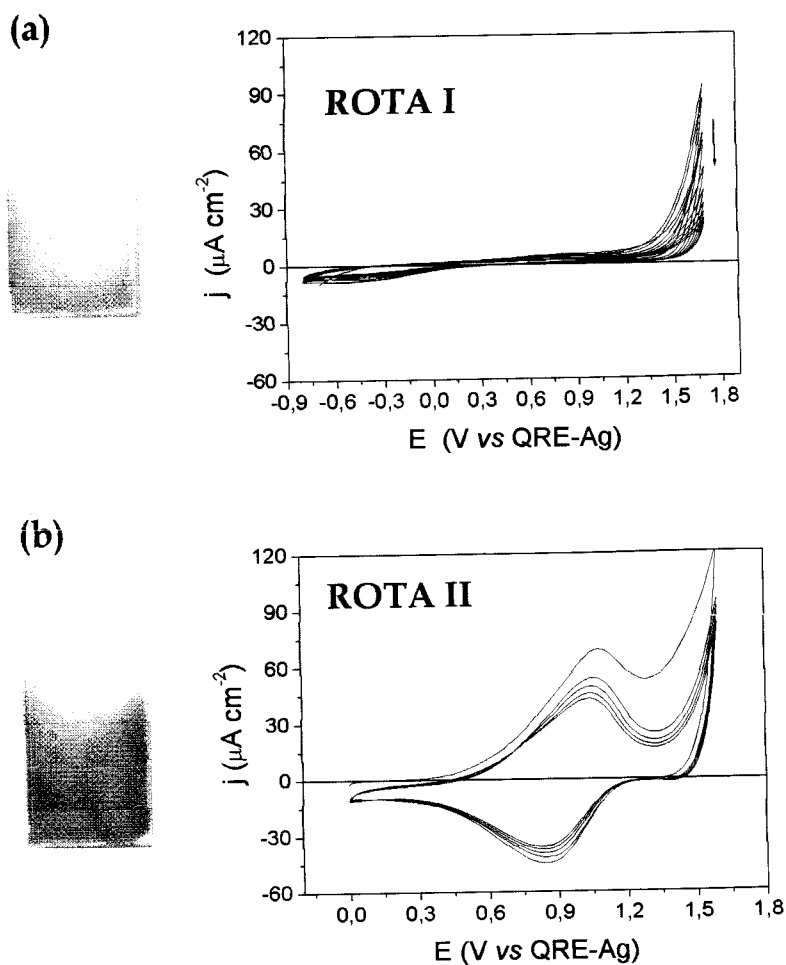 (a)
120
90
60
30
0
-30
-60
ROTA I
j (μA cm-2)
-0,9 -0,6 -0,3 0,0 0,3 0,6 0,9 1,2 1,5 1,8
E (V vs QRE-Ag)
(b)
120
90
60
30
0
-30
-60
ROTA II
j (μA cm-2)
0,0 0,3 0,6 0,9 1,2 1,5 1,8
E (V vs QRE-Ag)